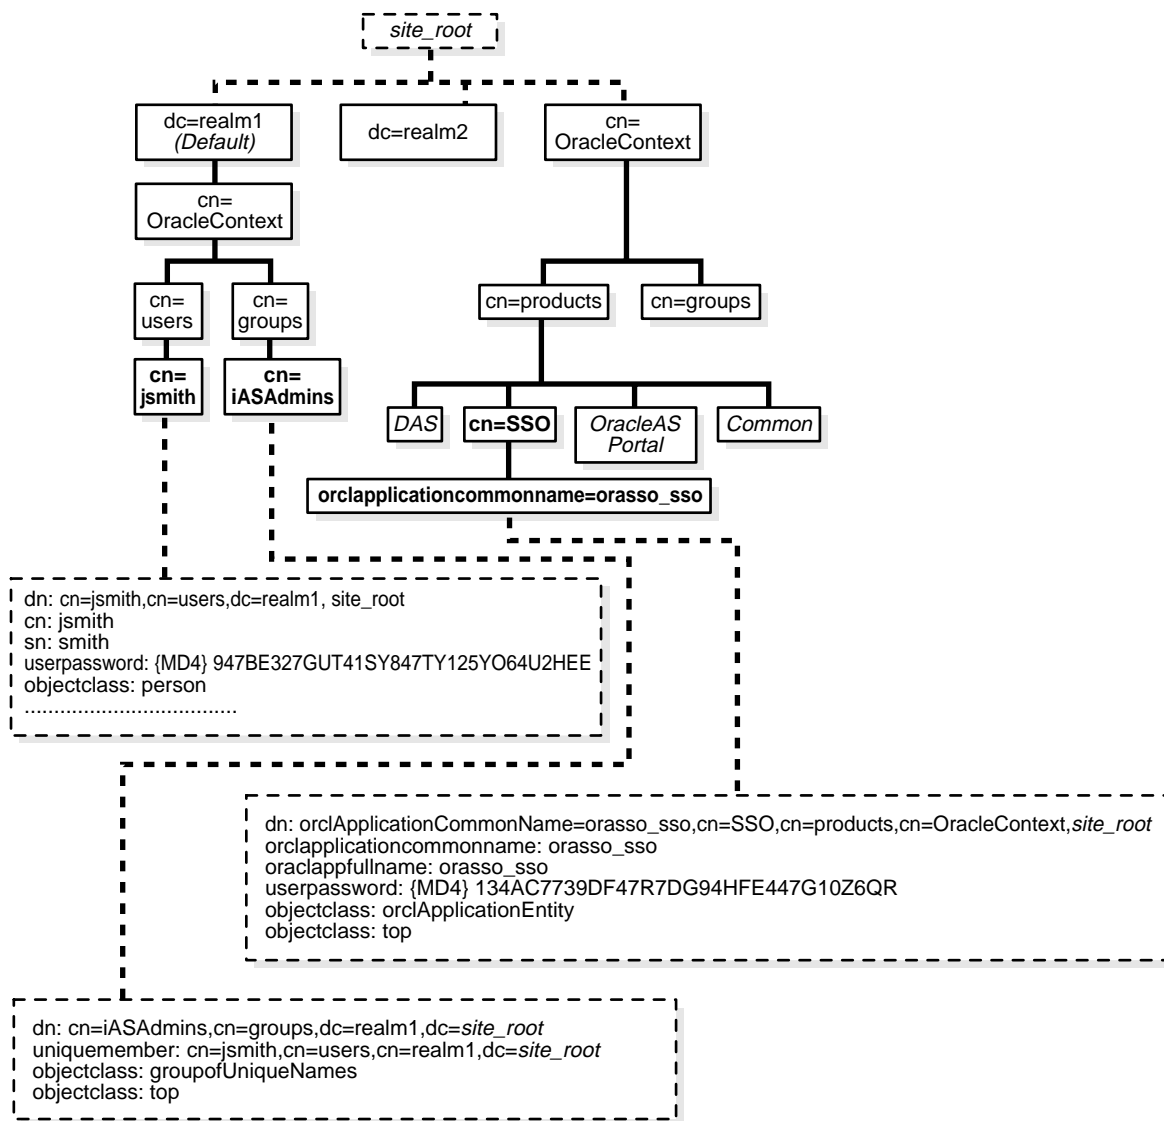 site_root
dc=realm1
(Default)
dc=realm2
cn=
OracleContext
cn=
OracleContext
cn=
users
cn=
groups
cn=products
cn=groups
cn=
jsmith
cn=
iASAdmins
DAS
cn=SSO
OracleAS
Portal
Common
orclapplicationcommonname=orasso_sso
dn: cn=jsmith,cn=users,dc=realm1, site_root
cn: jsmith
sn: smith
userpassword: {MD4} 947BE327GUT41SY847TY125YO64U2HEE
objectclass: person
....................................
dn: orclApplicationCommonName=orasso_sso,cn=SSO,cn=products,cn=OracleContext,site_root
orclapplicationcommonname: orasso_sso
oraclappfullname: orasso_sso
userpassword: {MD4} 134AC7739DF47R7DG94HFE447G10Z6QR
objectclass: orclApplicationEntity
objectclass: top
dn: cn=iASAdmins,cn=groups,dc=realm1,dc=site_root
uniquemember: cn=jsmith,cn=users,cn=realm1,dc=site_root
objectclass: groupofUniqueNames
objectclass: top